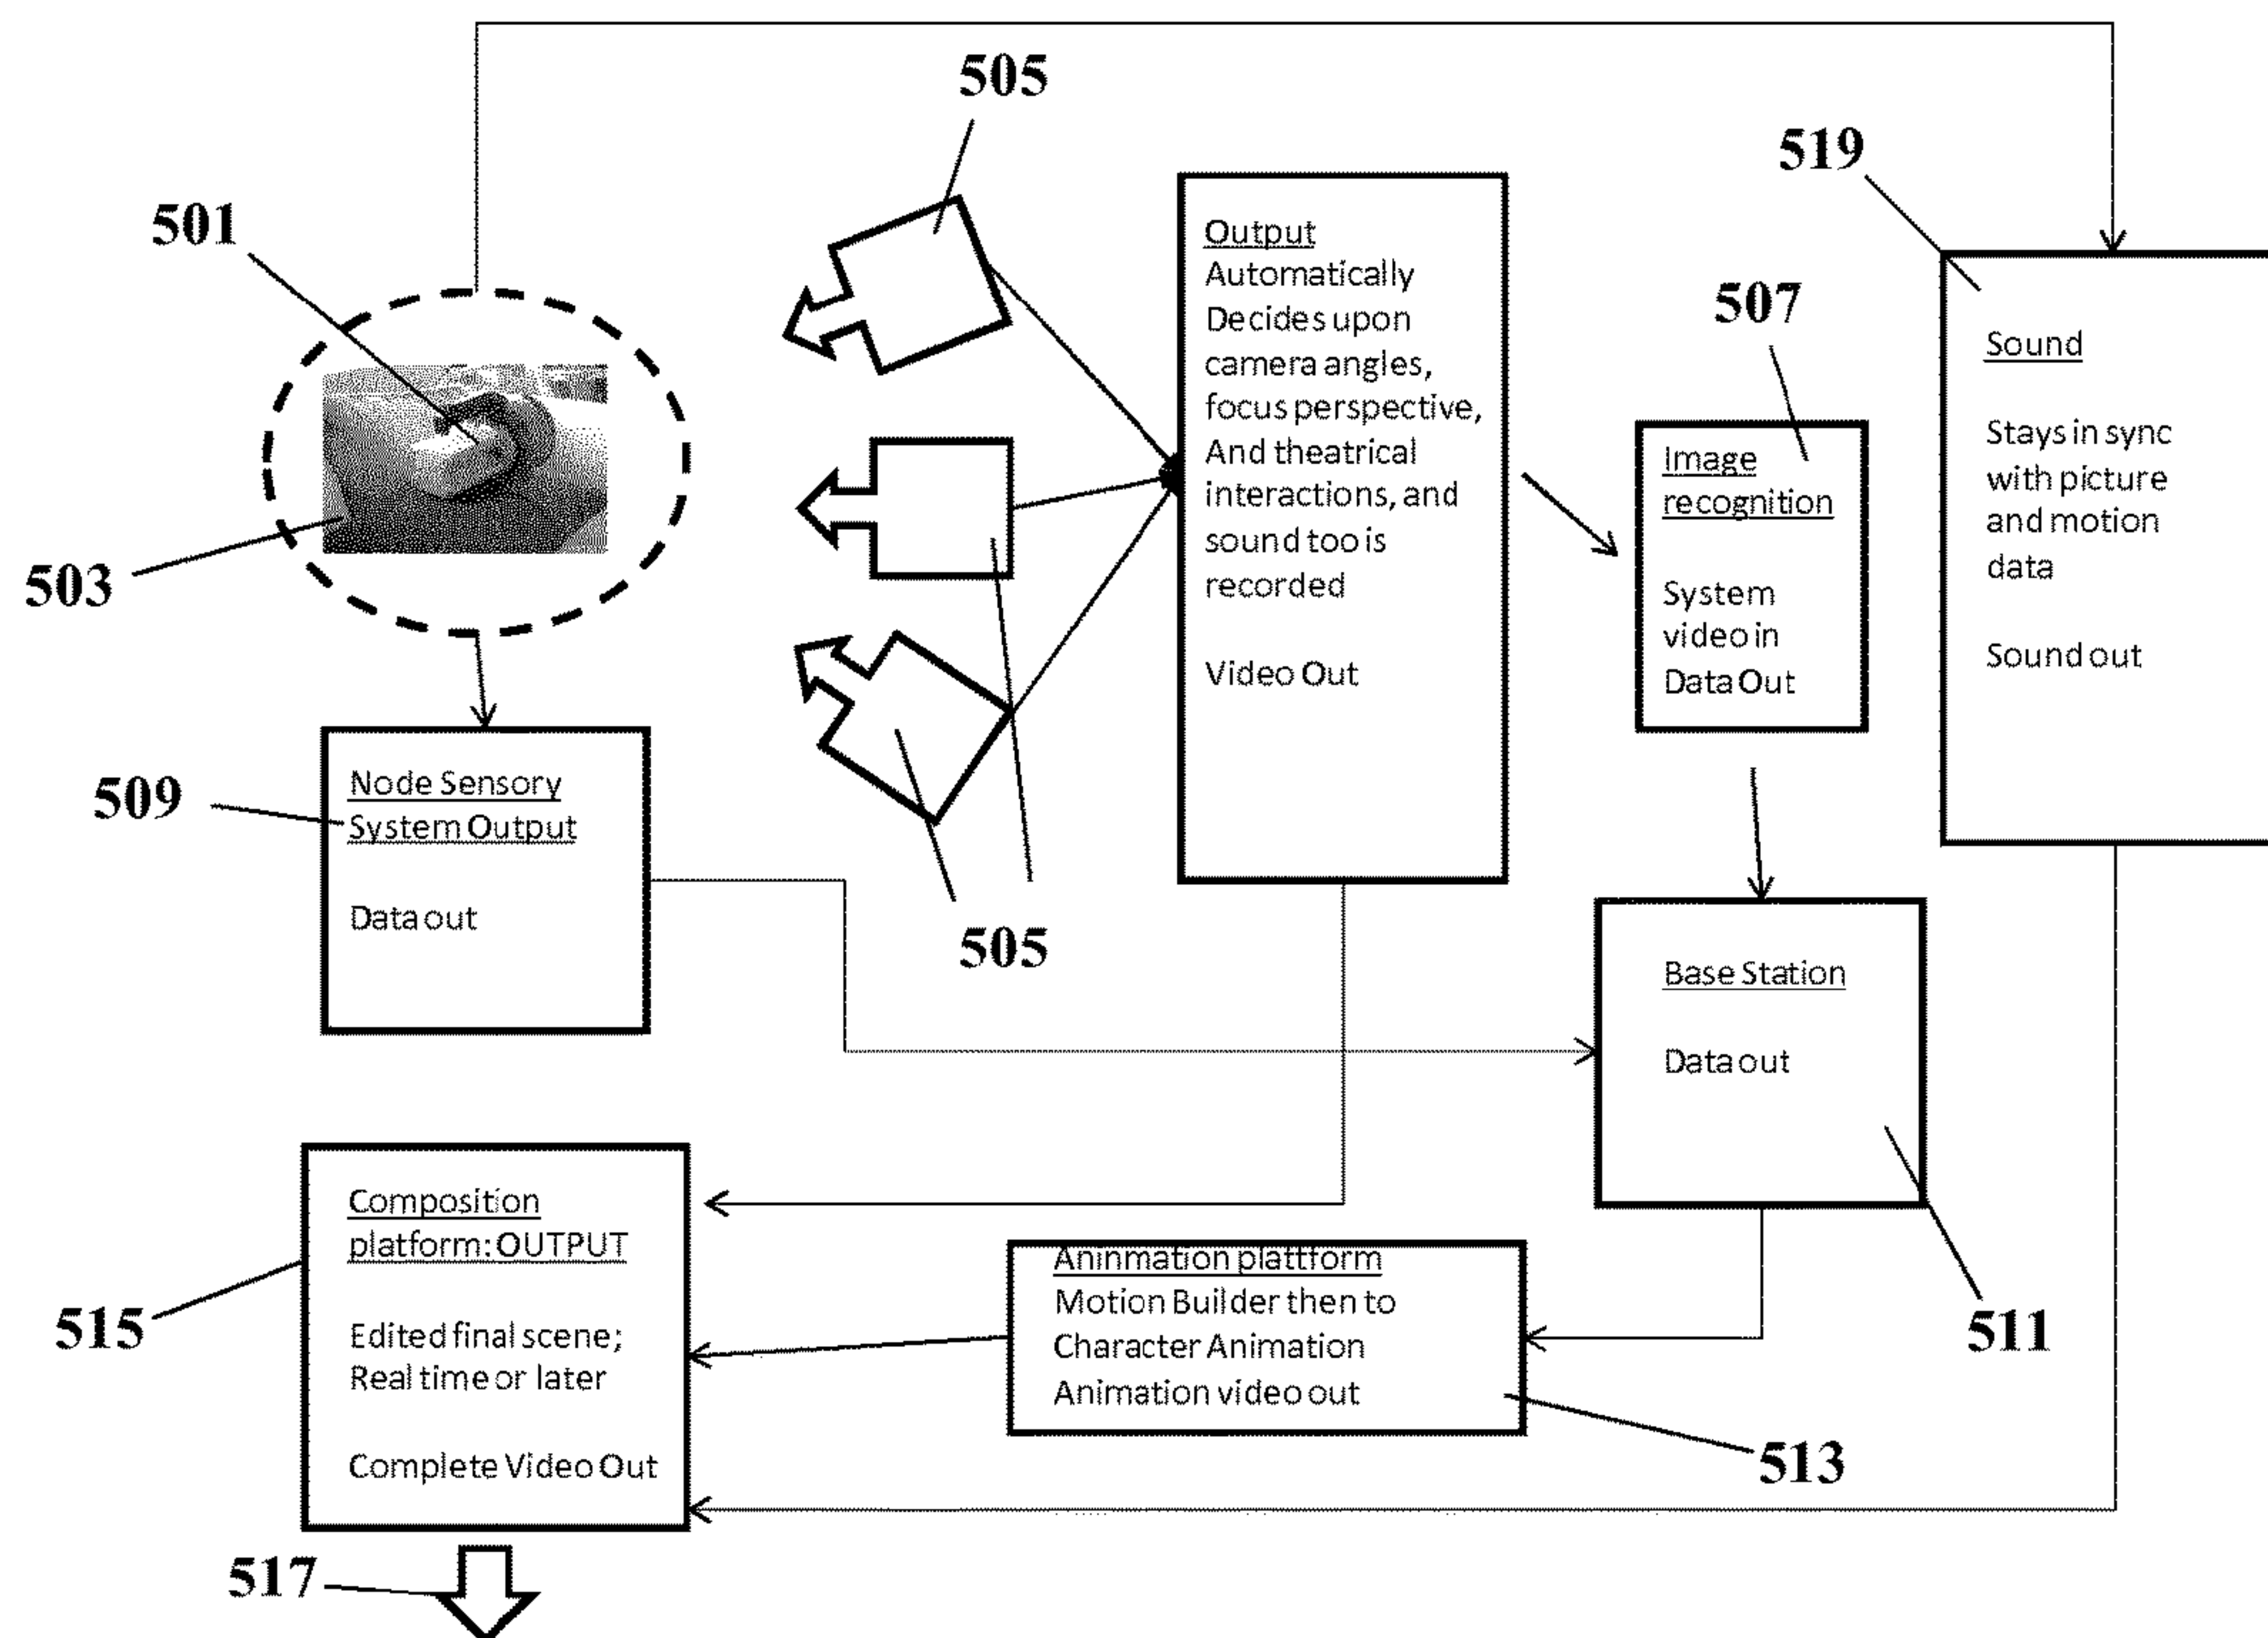 505
501
503
Output
Automatically
Decides upon
camera angles,
focus perspective,
And theatrical
interactions, and
sound too is
recorded
Video Out
519
507
Image
recognition
System
video in
Data Out
Sound
Stays in sync
with picture
and motion
data
Sound out
509
Node Sensory
System Output
Data out
505
Base Station
Data out
511
515
Composition
platform: OUTPUT
Edited final scene;
Real time or later
Complete Video Out
Aninmation plattform
Motion Builder then to
Character Animation
Animation video out
513
517